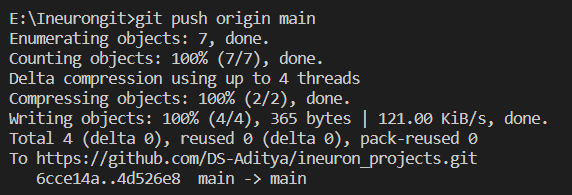 E:\Ineurongit>git push origin main
Enumerating objects: 7, done.
Counting objects: 100% (7/7), done.
Delta compression using up to 4 threads
Compressing objects: 100% (2/2), done.
Writing objects: 100% (4/4), 365 bytes | 121.00 KiB/s, done.
Total 4 (delta 0), reused 0 (delta 0), pack-reused 0
To https://github.com/DS-Aditya/ineuron_projects.git
   6cce14a..4d526e8  main -> main